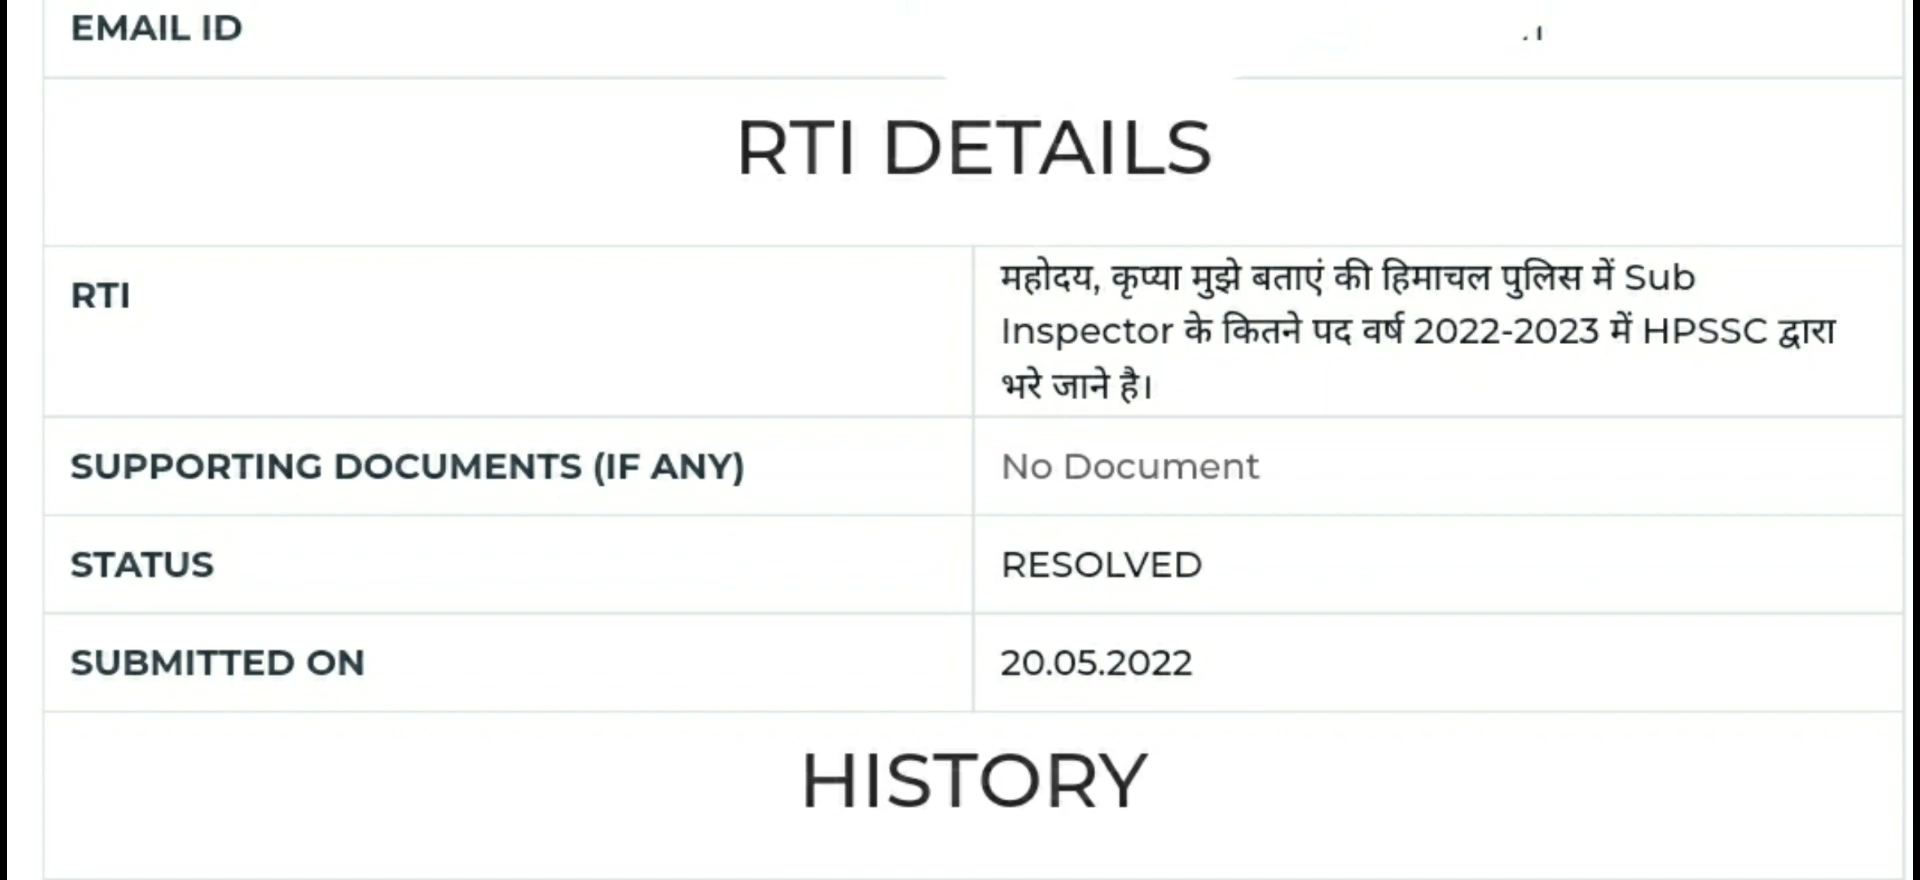 EMAIL ID
RTI DETAILS
RTI
महोदय, कृप्या मुझे बताएं की हिमाचल पुलिस में Sub
Inspector के कितने पद वर्ष 2022-2023 में HPSSC द्वारा
भरे जाने है।
SUPPORTING DOCUMENTS (IF ANY)
No Document
STATUS
RESOLVED
SUBMITTED ON
20.05.2022
HISTORY